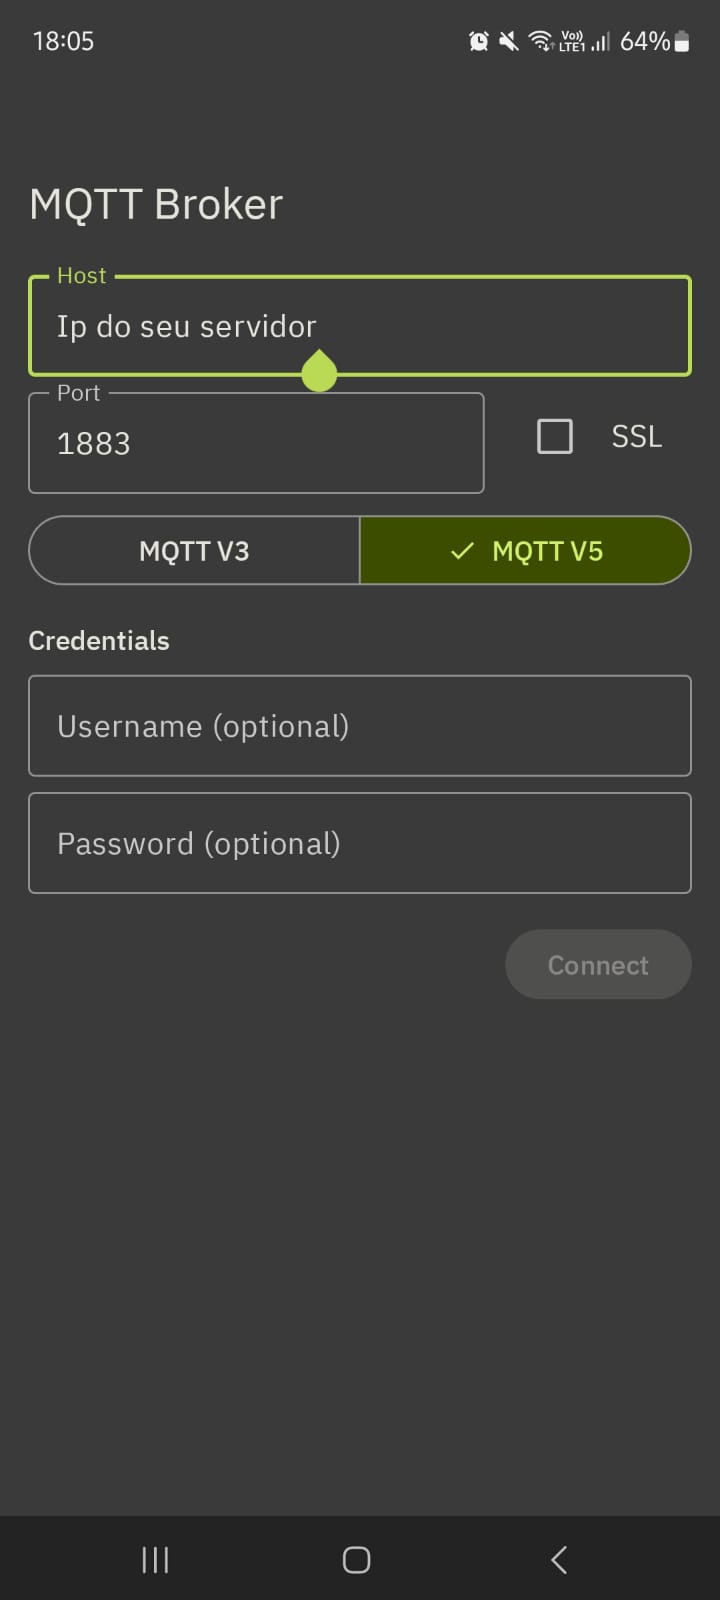 18:05 Vo)) LTE1 64%
MQTT Broker
Host
Ip do seu servidor
Port
1883
SSL
MQTT V3
MQTT V5
Credentials
Username (optional)
Password (optional)
Connect